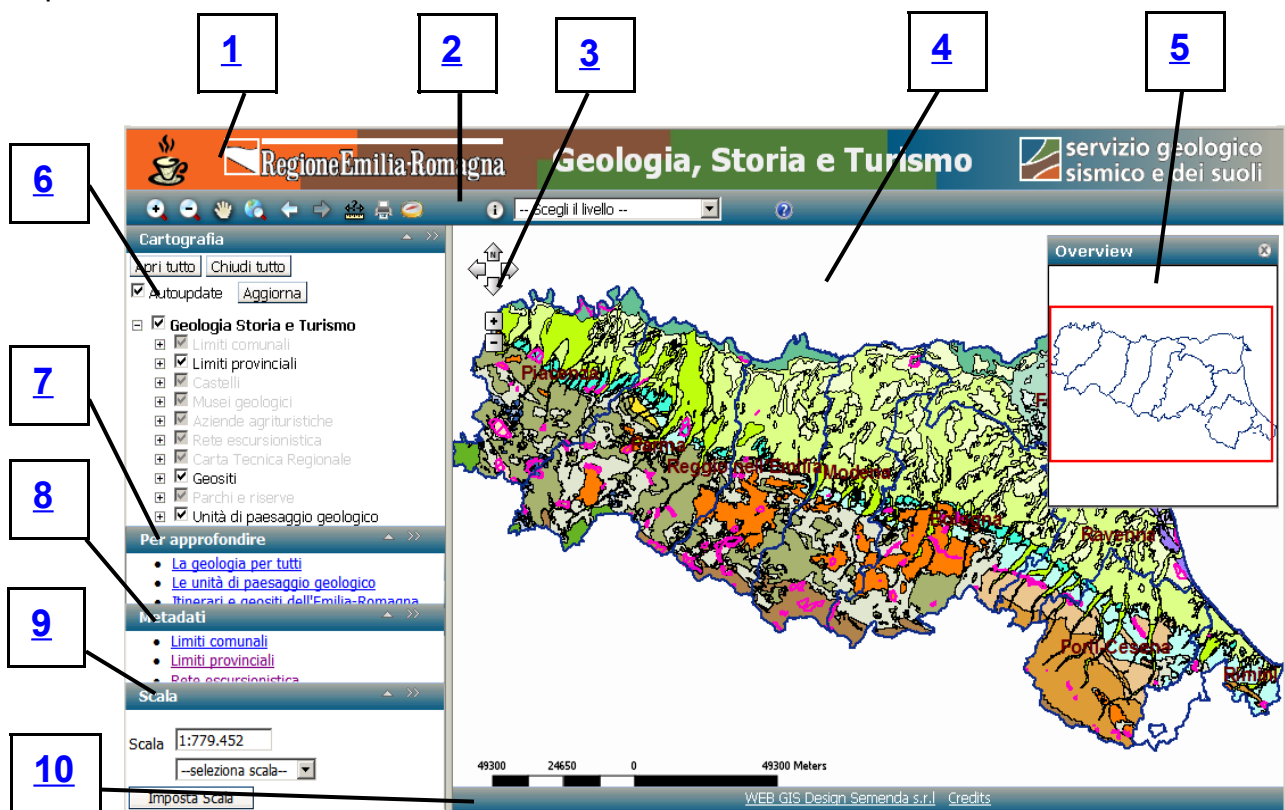 1
2
3
4
5
6
7
8
9
10
RegioneEmilia-Romagna
Geologia, Storia e Turismo
servizio geologico
sismico e dei suoli
-- Scegli il livello --
Cartografia
Apri tutto
Chiudi tutto
Autoupdate
Aggiorna
Geologia Storia e Turismo
Limiti comunali
Limiti provinciali
Castelli
Musei geologici
Aziende agrituristiche
Rete escursionistica
Carta Tecnica Regionale
Geositi
Parchi e riserve
Unità di paesaggio geologico
Per approfondire
La geologia per tutti
Le unità di paesaggio geologico
Itinerari e geositi dell'Emilia-Romagna
Metadati
Limiti comunali
Limiti provinciali
Rete escursionistica
Scala
Scala
1:779.452
--seleziona scala--
Imposta Scala
N
Overview
Piacenza
Parma
Reggio nell'Emilia
Modena
Bologna
Ravenna
Forlì-Cesena
Rimini
49300
24650
0
49300 Meters
WEB GIS Design Semenda s.r.l
Credits